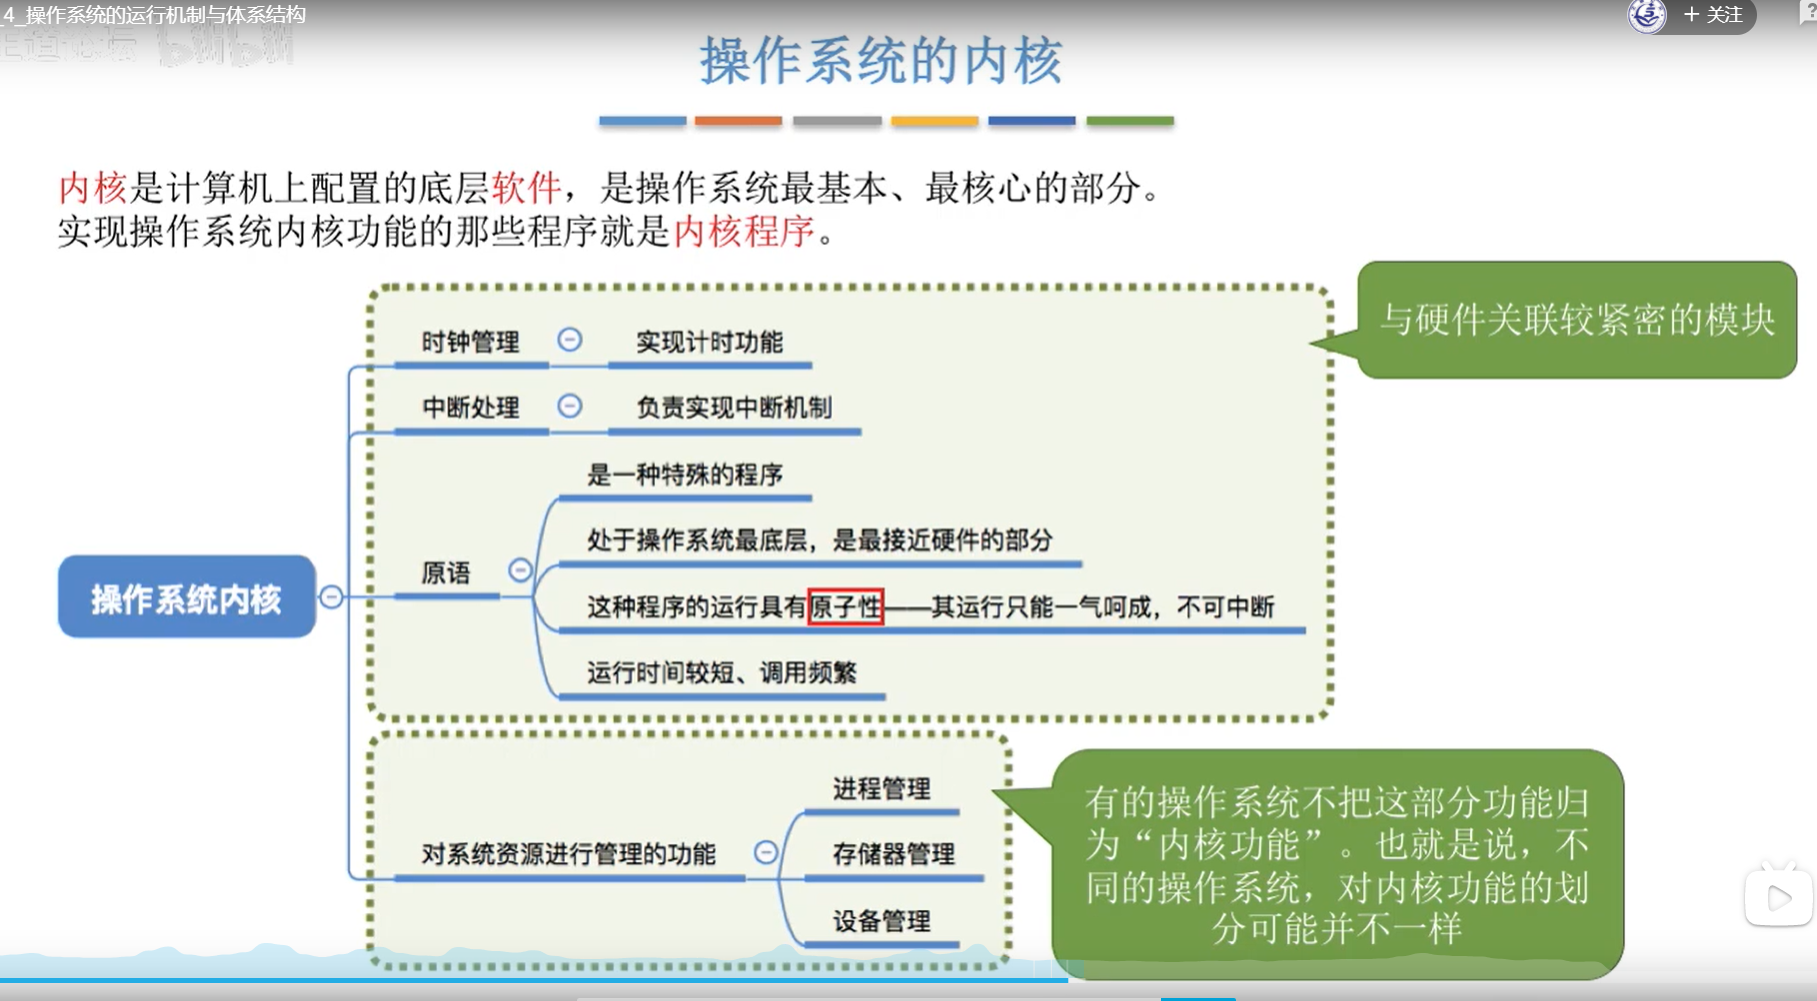 4_操作系统的运行机制与体系结构
+ 关注
王道论坛 bilibili
操作系统的内核
内核是计算机上配置的底层软件，是操作系统最基本、最核心的部分。
实现操作系统内核功能的那些程序就是内核程序。
与硬件关联较紧密的模块
时钟管理 实现计时功能
中断处理 负责实现中断机制
是一种特殊的程序
处于操作系统最底层，是最接近硬件的部分
原语
这种程序的运行具有原子性——其运行只能一气呵成，不可中断
运行时间较短、调用频繁
操作系统内核
进程管理
对系统资源进行管理的功能
存储器管理
设备管理
有的操作系统不把这部分功能归
为“内核功能”。也就是说，不
同的操作系统，对内核功能的划
分可能并不一样